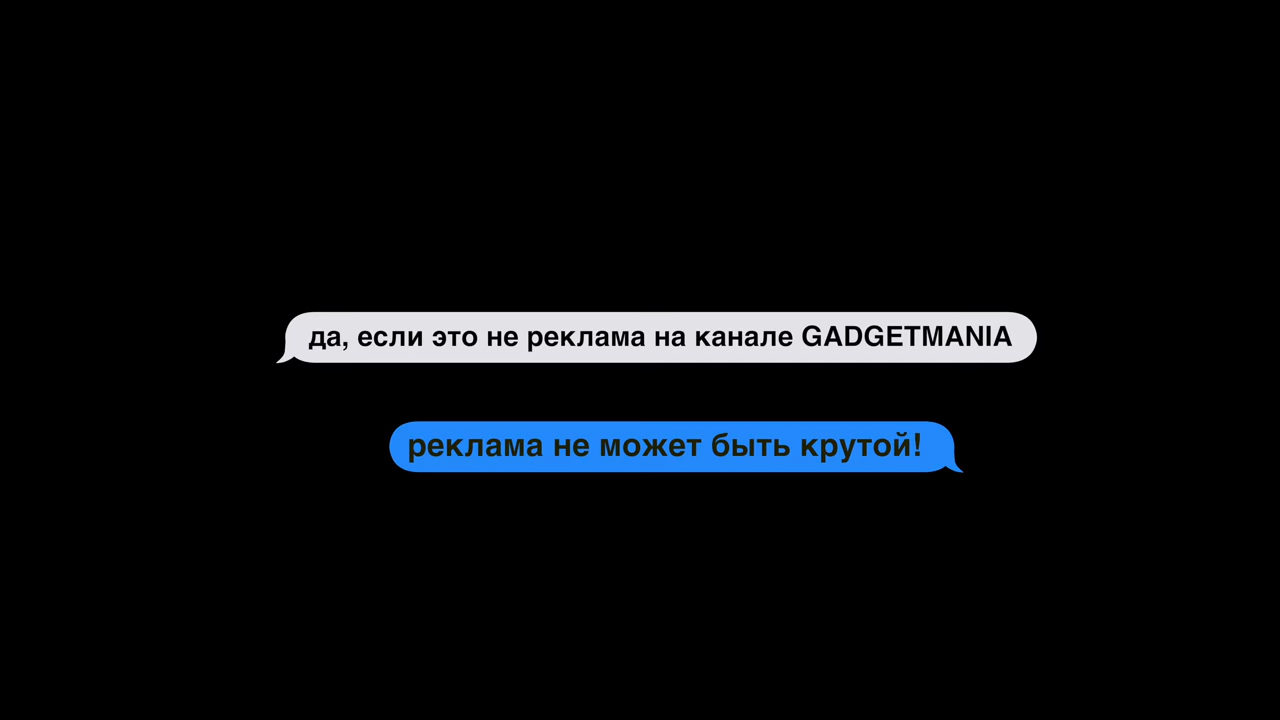 да, если это не реклама на канале GADGETMANIA
реклама не может быть крутой!